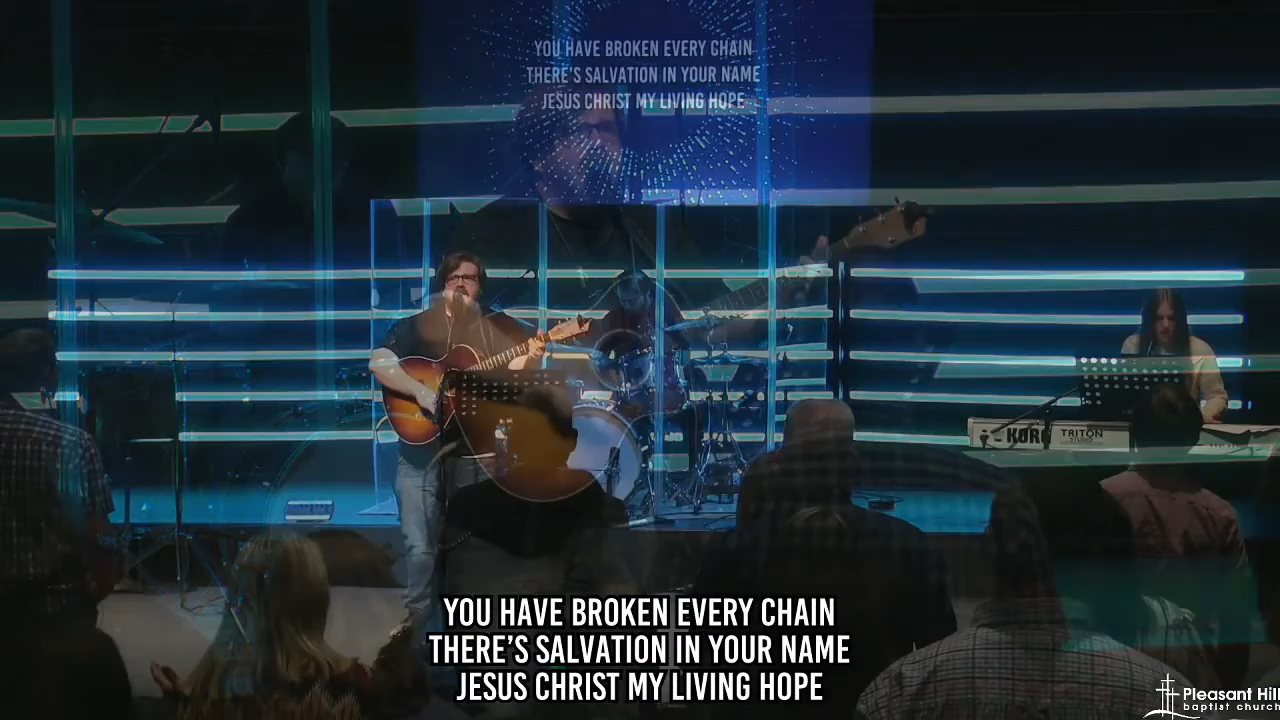 YOU HAVE BROKEN EVERY CHAIN
THERE'S SALVATION IN YOUR NAME
JESUS CHRIST MY LIVING HOPE
KORG
TRITON
YOU HAVE BROKEN EVERY CHAIN
THERE'S SALVATION IN YOUR NAME
JESUS CHRIST MY LIVING HOPE
Pleasant Hill
baptist church